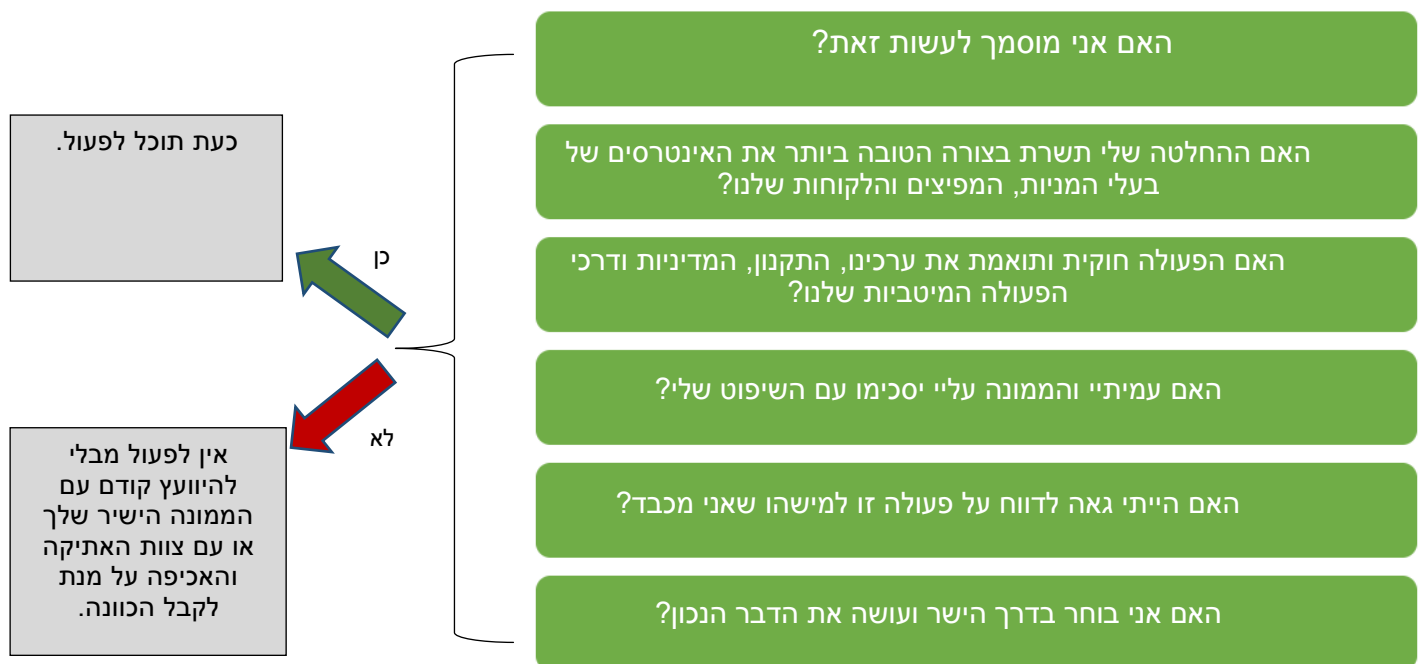 האם אני מוסמך לעשות זאת?
האם ההחלטה שלי תשרת בצורה הטובה ביותר את האינטרסים של
בעלי המניות, המפיצים והלקוחות שלנו?
האם הפעולה חוקית ותואמת את ערכינו, התקנון, המדיניות ודרכי
הפעולה המיטביות שלנו?
האם עמיתיי והממונה עליי יסכימו עם השיפוט שלי?
האם הייתי גאה לדווח על פעולה זו למישהו שאני מכבד?
האם אני בוחר בדרך הישר ועושה את הדבר הנכון?
כן
כעת תוכל לפעול.
לא
אין לפעול מבלי
להיוועץ קודם עם
הממונה הישיר שלך
או עם צוות האתיקה
והאכיפה על מנת
לקבל הכוונה.